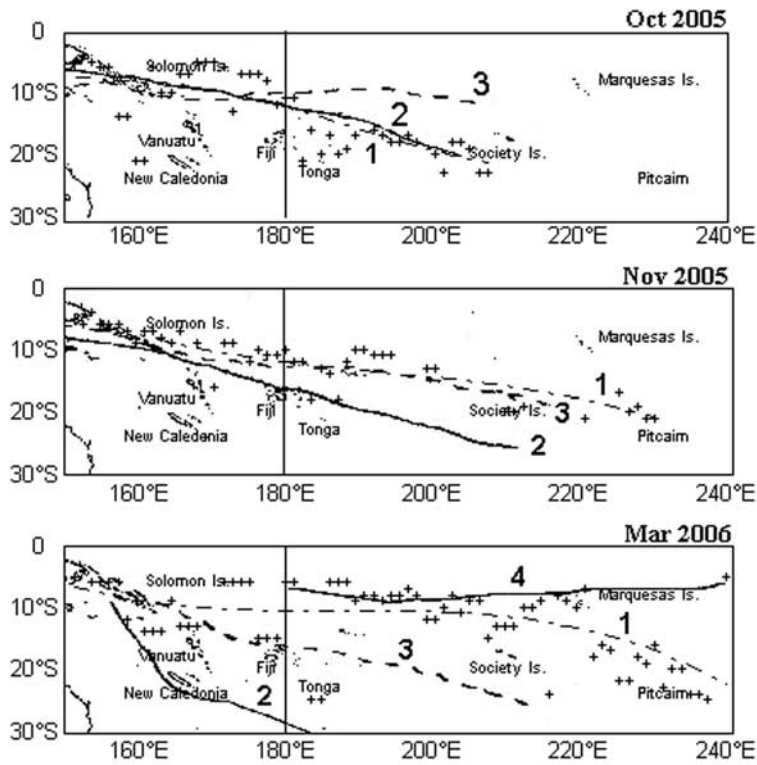 Oct 2005
0
10°S
20°S
30°S
Solomon Is.
3
Marquesas Is.
2
Vanuatu
Fiji
1
Society Is.
New Caledonia
Tonga
Pitcairn
160°E
180°E
200°E
220°E
240°E
Nov 2005
0
10°S
20°S
30°S
Solomon Is.
Marquesas Is.
Vanuatu
Fiji
1
Society Is.
3
New Caledonia
Tonga
2
Pitcairn
160°E
180°E
200°E
220°E
240°E
Mar 2006
0
10°S
20°S
30°S
Solomon Is.
4
Marquesas Is.
1
Vanuatu
Fiji
3
Society Is.
New Caledonia
2
Tonga
Pitcairn
160°E
180°E
200°E
220°E
240°E